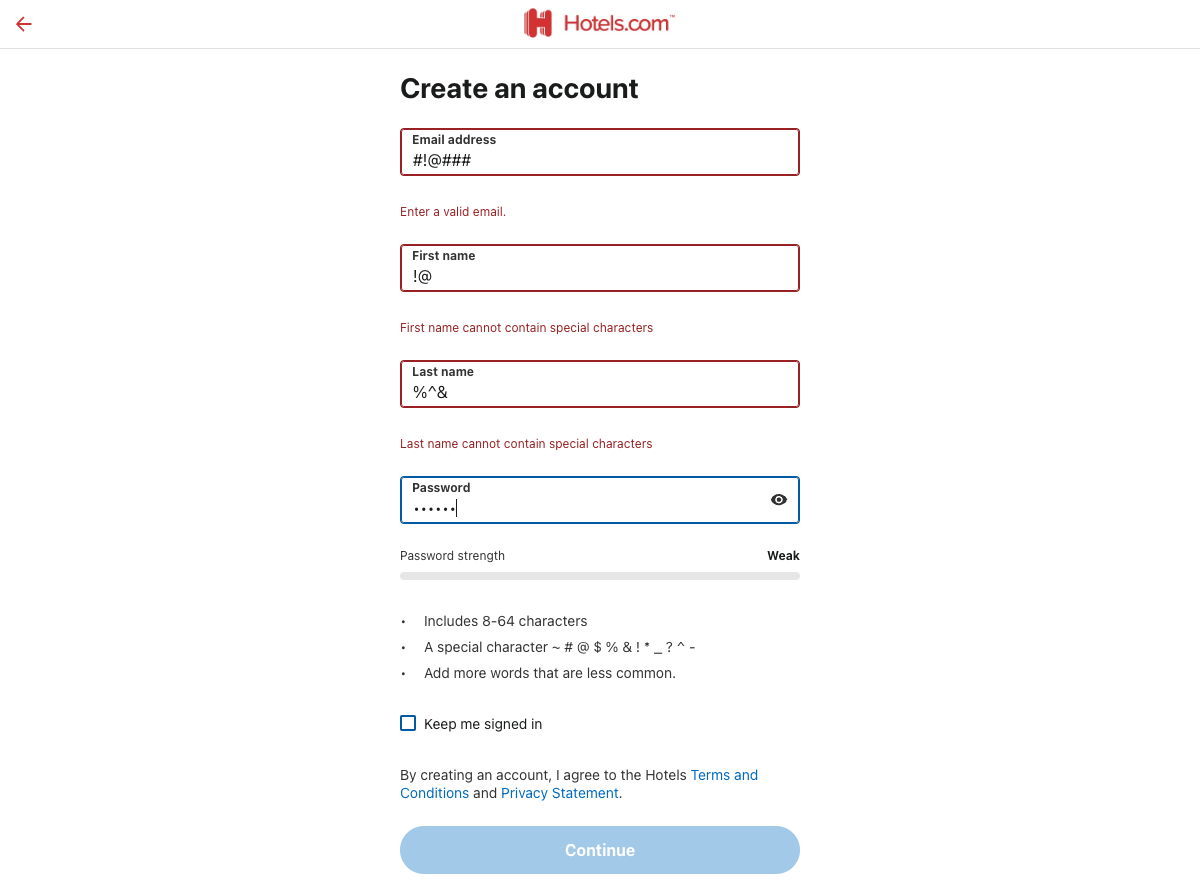 Hotels.com™
Create an account
Email address
#!@###
Enter a valid email.
First name
!@
First name cannot contain special characters
Last name
%^&
Last name cannot contain special characters
Password
••••••
Password strength
Weak
• Includes 8-64 characters
• A special character ~ # @ $ % & ! * _ ? ^ -
• Add more words that are less common.
Keep me signed in
By creating an account, I agree to the Hotels Terms and
Conditions and Privacy Statement.
Continue